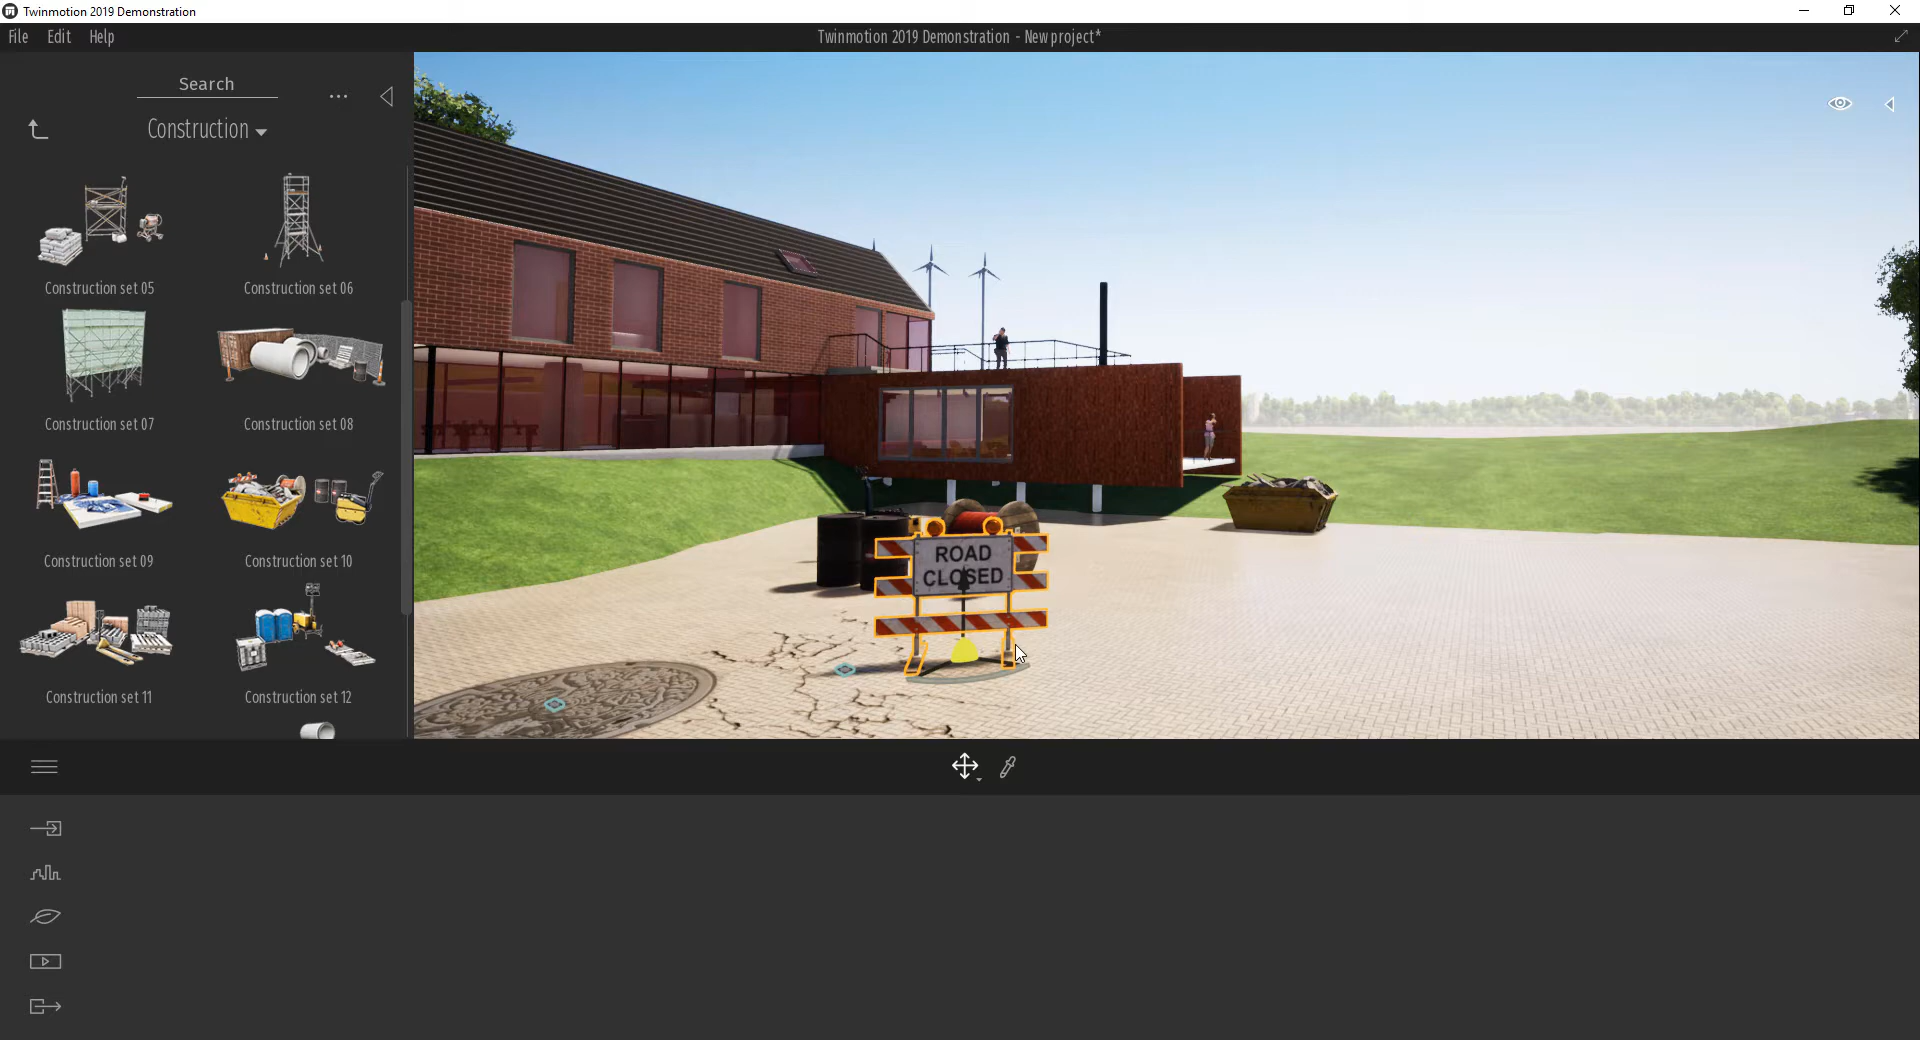 Twinmotion 2019 Demonstration
File Edit Help
Twinmotion 2019 Demonstration - New project*
Search
Construction
Construction set 05
Construction set 06
Construction set 07
Construction set 08
Construction set 09
Construction set 10
Construction set 11
Construction set 12
ROAD
CLOSED